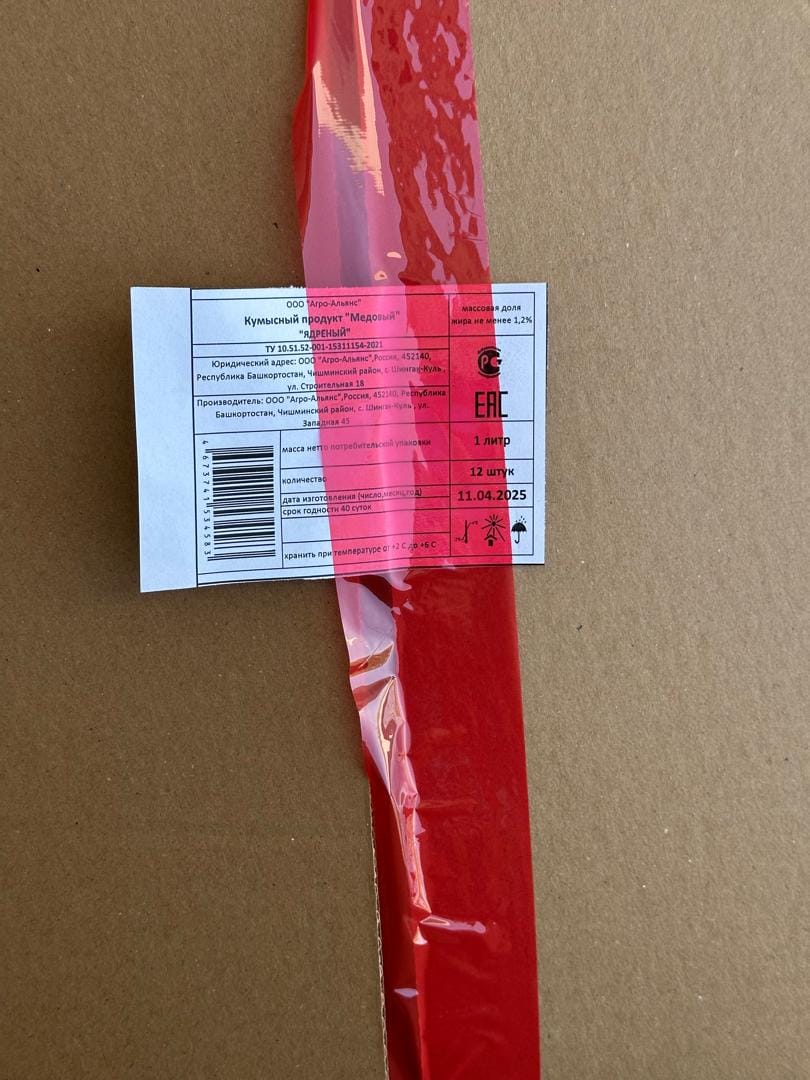 ООО "Агро-Альянс"
Кумысный продукт "Медовый"
"ЯДРЕНЫЙ"
ТУ 10.51.52-001-15311154-2021
Юридический адрес: ООО "Агро-Альянс",Россия, 452140,
Республика Башкортостан, Чишминский район, с. Шингак-Куль ,
ул. Строительная 18
Производитель: ООО "Агро-Альянс",Россия, 452140, Республика
Башкортостан, Чишминский район, с. Шингак-Куль , ул.
Западная 45
массовая доля
жира не менее 1,2%
РС
ЕАС
масса нетто потребительской упаковки
1 литр
количество
12 штук
дата изготовления (число,месяц,год)
11.04.2025
срок годности 40 суток
хранить при температуре от +2 С до +6 С
4673741534583